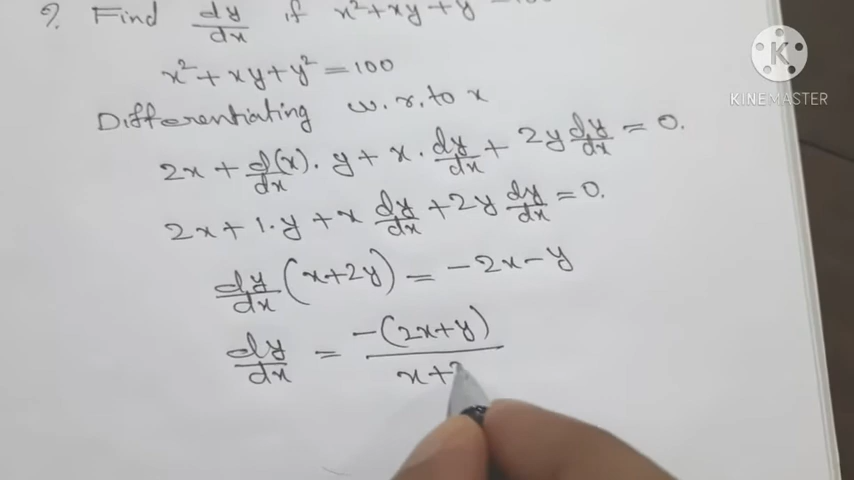 ?. Find dy/dx if x²+xy+y
x²+xy+y²=100
Differentiating w.r.to x
2x + d(x)/dx · y + x · dy/dx + 2y dy/dx = 0.
2x + 1·y + x dy/dx + 2y dy/dx = 0.
dy/dx (x+2y) = -2x-y
dy/dx = -(2x+y)/x+
K
KINEMASTER